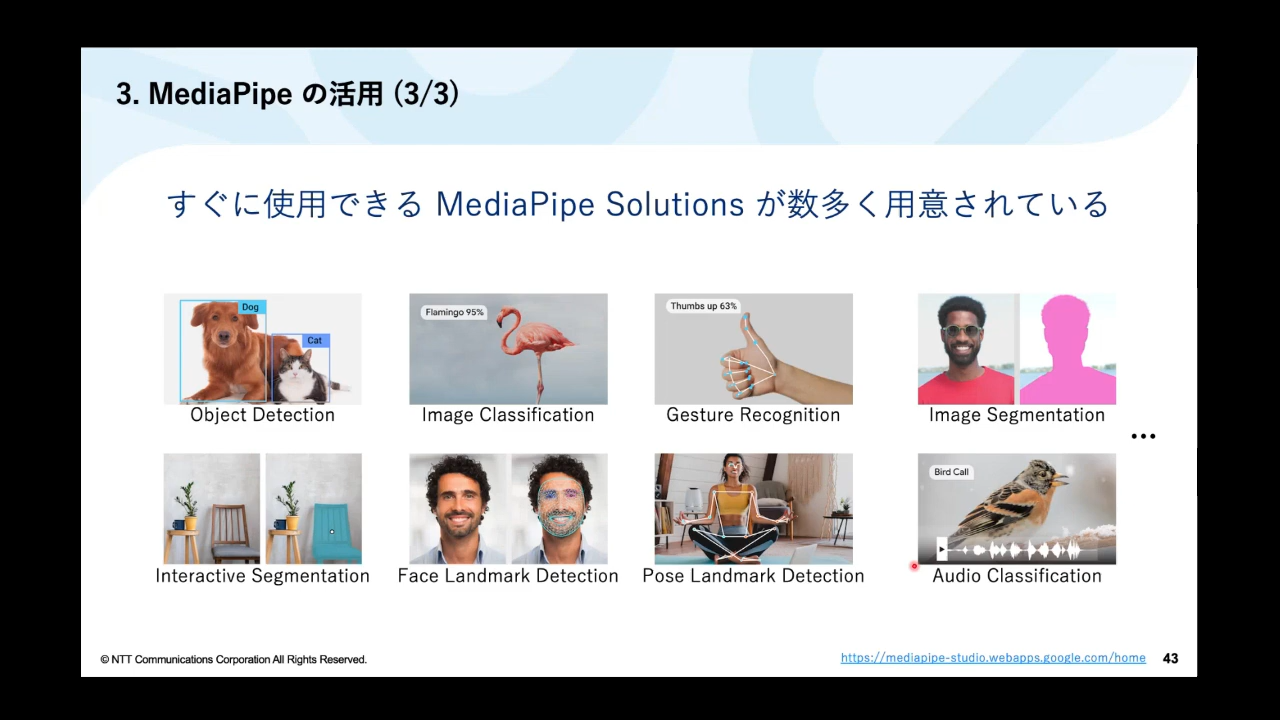 3. MediaPipe の活用 (3/3)
すぐに使用できる MediaPipe Solutions が数多く用意されている
Dog
Cat
Object Detection
Flamingo 95%
Image Classification
Thumbs up 63%
Gesture Recognition
Image Segmentation
...
Interactive Segmentation
Face Landmark Detection
Pose Landmark Detection
Bird Call
Audio Classification
© NTT Communications Corporation All Rights Reserved.
https://mediapipe-studio.webapps.google.com/home
43